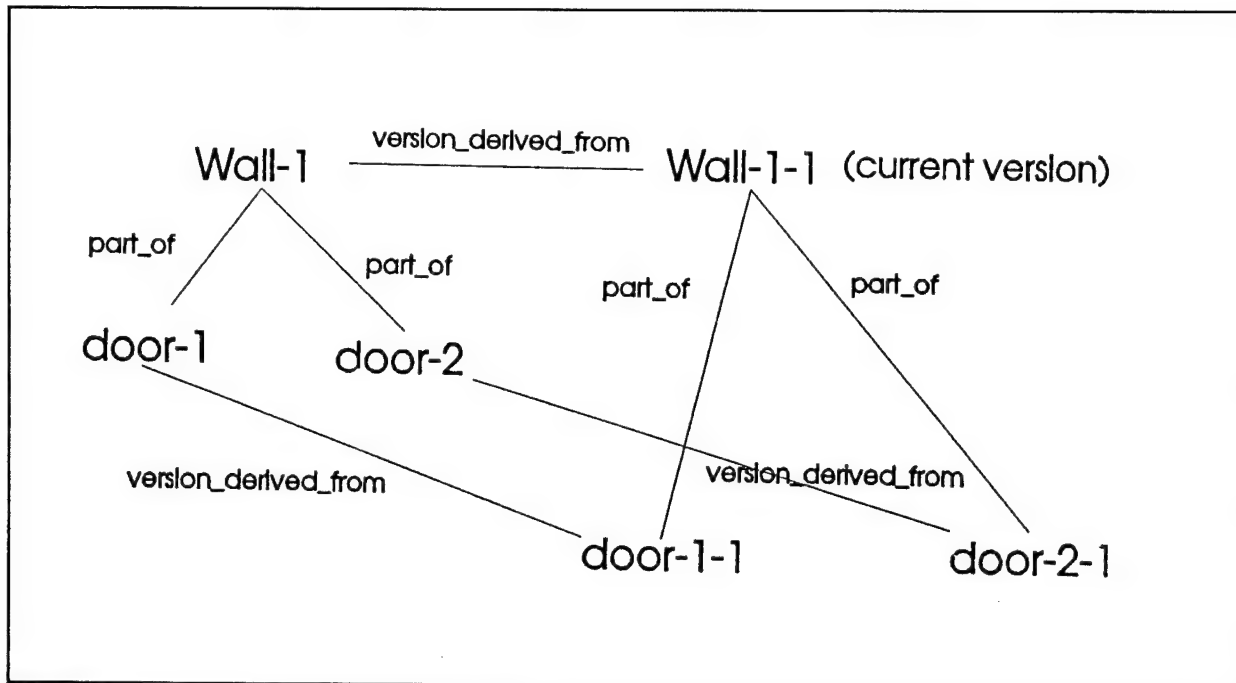 version_derived_from
Wall-1
Wall-1-1 (current version)
part_of
part_of
part_of
part_of
door-1
door-2
version_derived_from
version_derived_from
door-1-1
door-2-1